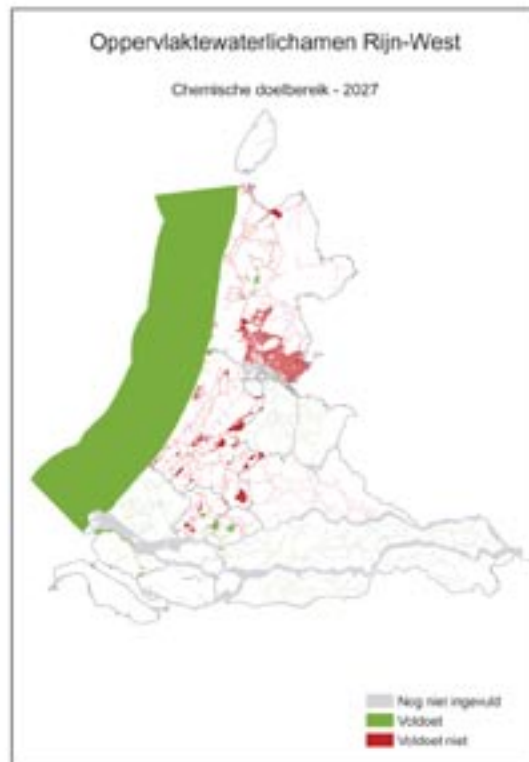 Oppervlaktewaterlichamen Rijn-West
Chemische doelbereik - 2027
Nog niet ingevuld
Voldoet
Voldoet niet